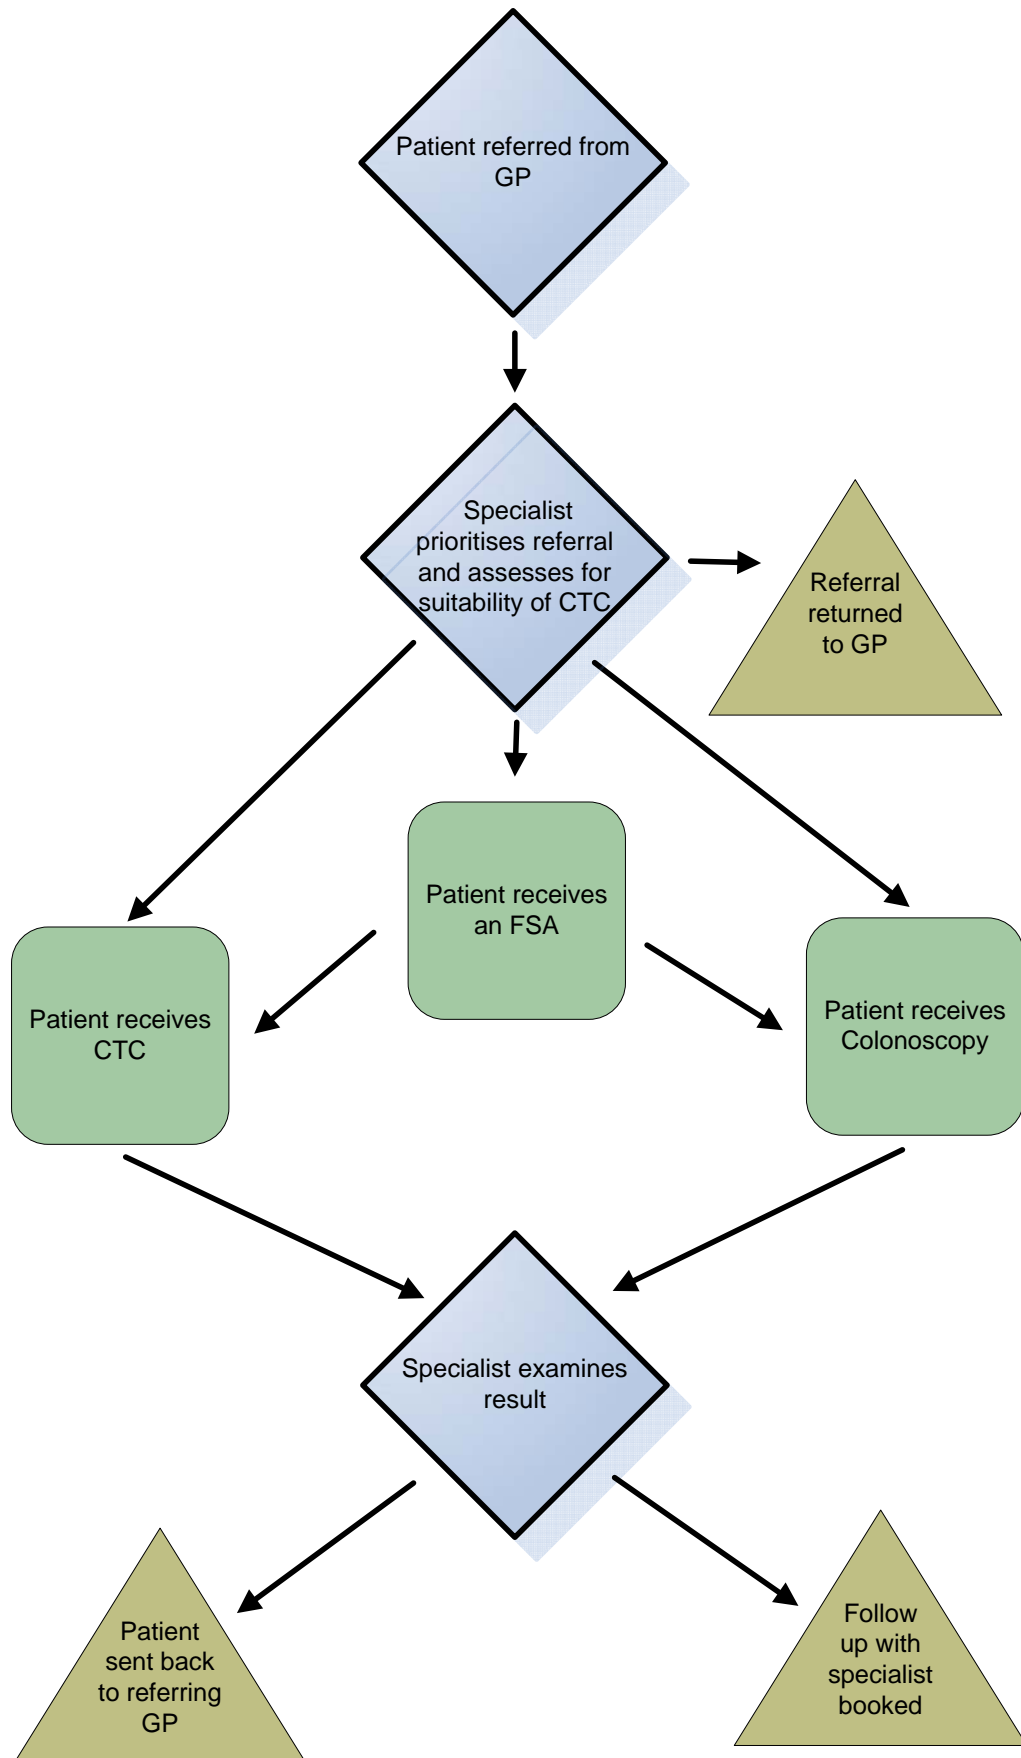 Patient referred from
GP
Specialist
prioritises referral
and assesses for
suitability of CTC
Referral
returned
to GP
Patient receives
an FSA
Patient receives
CTC
Patient receives
Colonoscopy
Specialist examines
result
Patient
sent back
to referring
GP
Follow
up with
specialist
booked